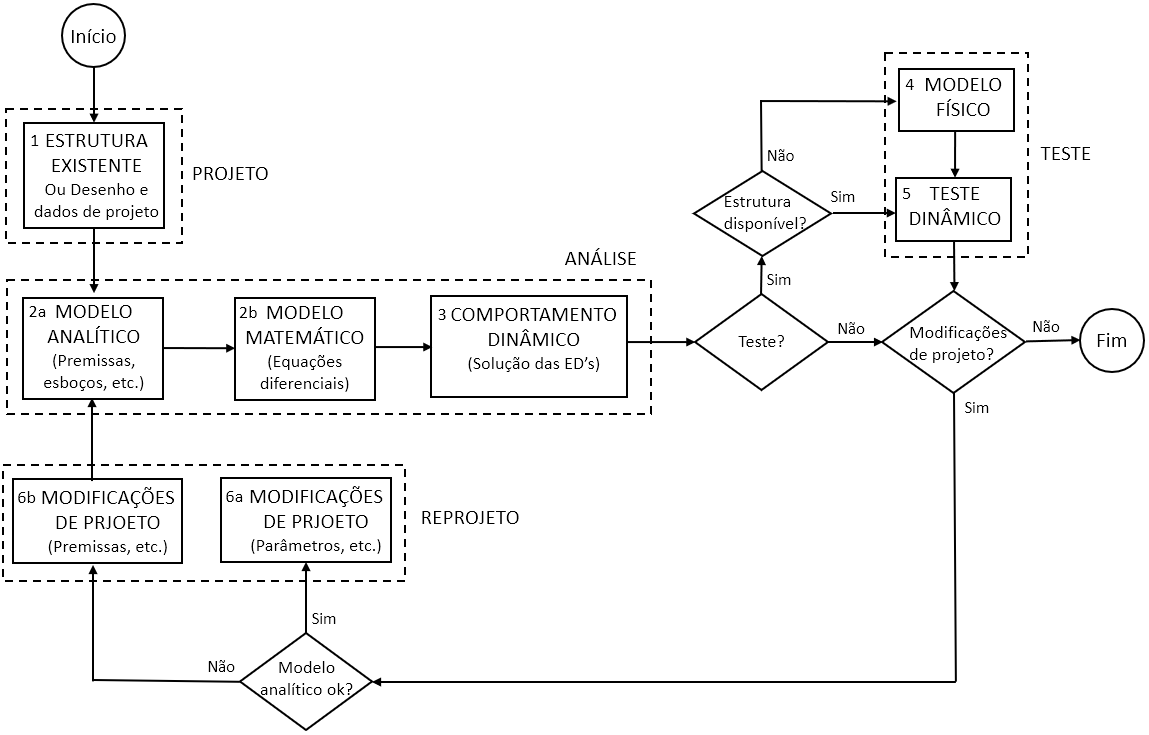 Início
1 ESTRUTURA
EXISTENTE
Ou Desenho e
dados de projeto
PROJETO
4 MODELO
FÍSICO
TESTE
5 TESTE
DINÂMICO
Não
Estrutura
disponível?
Sim
Sim
ANÁLISE
2a MODELO
ANALÍTICO
(Premissas,
esboços, etc.)
2b MODELO
MATEMÁTICO
(Equações
diferenciais)
3 COMPORTAMENTO
DINÂMICO
(Solução das ED’s)
Teste?
Não
Modificações
de projeto?
Não
Fim
Sim
6b MODIFICAÇÕES
DE PRJOETO
(Premissas, etc.)
6a MODIFICAÇÕES
DE PRJOETO
(Parâmetros, etc.)
REPROJETO
Sim
Não
Modelo
analítico ok?